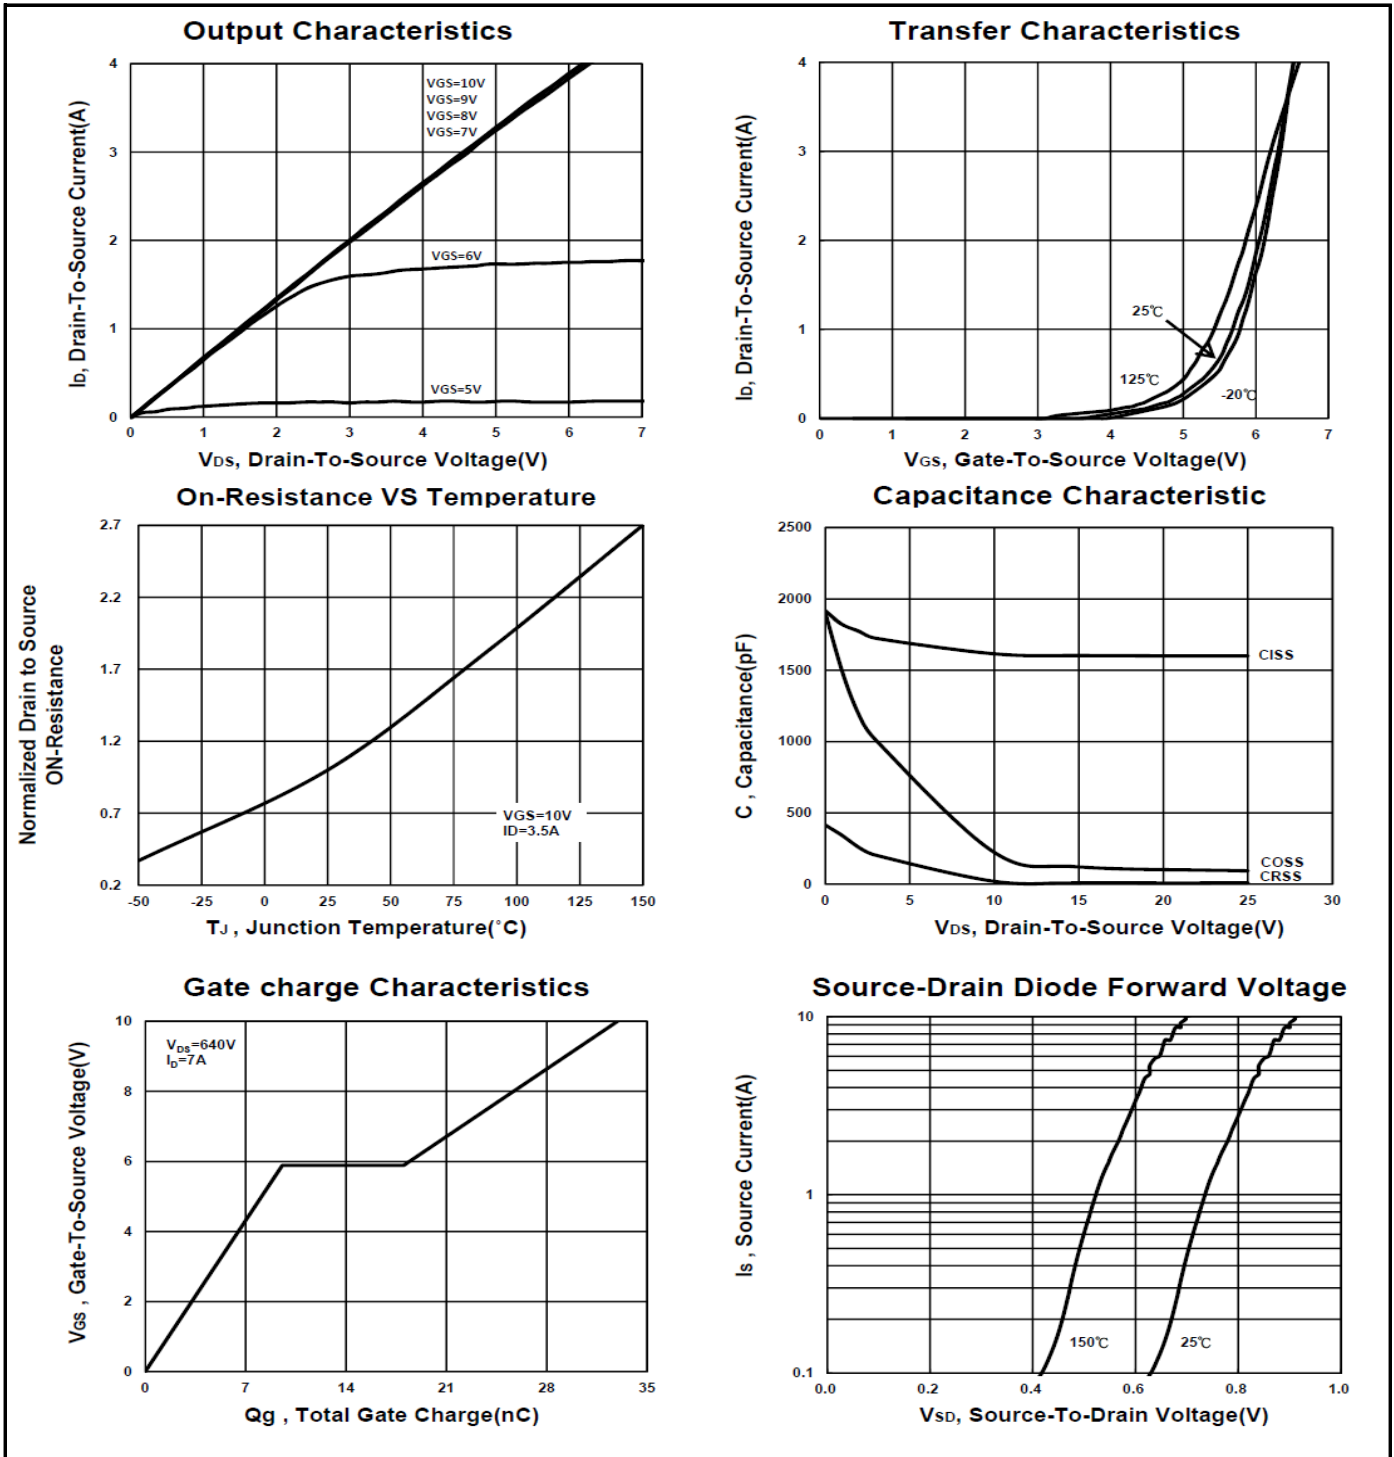 Output Characteristics
ID, Drain-To-Source Current(A)
4
3
2
1
0
VGS=10V
VGS=9V
VGS=8V
VGS=7V
VGS=6V
VGS=5V
0 1 2 3 4 5 6 7
VDS, Drain-To-Source Voltage(V)
Transfer Characteristics
ID, Drain-To-Source Current(A)
4
3
2
1
0
25℃
125℃
-20℃
0 1 2 3 4 5 6 7
VGS, Gate-To-Source Voltage(V)
On-Resistance VS Temperature
Normalized Drain to Source
ON-Resistance
2.7
2.2
1.7
1.2
0.7
0.2
VGS=10V
ID=3.5A
-50 -25 0 25 50 75 100 125 150
TJ , Junction Temperature(°C)
Capacitance Characteristic
C , Capacitance(pF)
2500
2000
1500
1000
500
0
CISS
COSS
CRSS
0 5 10 15 20 25 30
VDS, Drain-To-Source Voltage(V)
Gate charge Characteristics
VGS , Gate-To-Source Voltage(V)
10
8
6
4
2
0
VDS=640V
ID=7A
0 7 14 21 28 35
Qg , Total Gate Charge(nC)
Source-Drain Diode Forward Voltage
IS , Source Current(A)
10
1
0.1
150℃
25℃
0.0 0.2 0.4 0.6 0.8 1.0
VSD, Source-To-Drain Voltage(V)